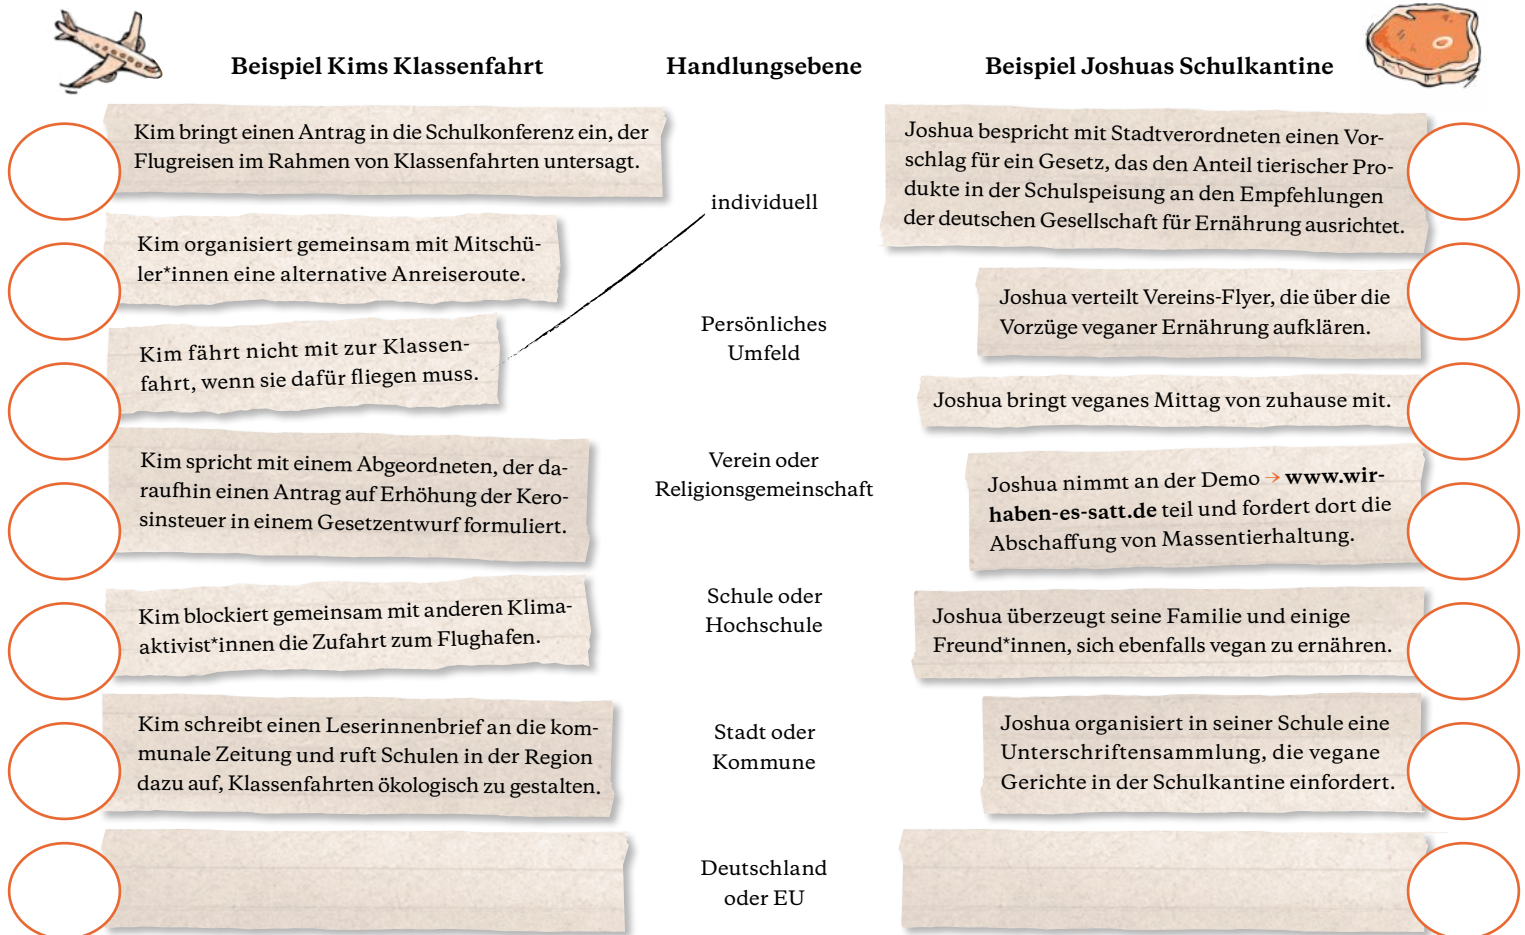 Beispiel Kims Klassenfahrt
Kim bringt einen Antrag in die Schulkonferenz ein, der
Flugreisen im Rahmen von Klassenfahrten untersagt.
Kim organisiert gemeinsam mit Mitschü-
ler*innen eine alternative Anreiseroute.
Kim fährt nicht mit zur Klassen-
fahrt, wenn sie dafür fliegen muss.
Kim spricht mit einem Abgeordneten, der da-
raufhin einen Antrag auf Erhöhung der Kero-
sinsteuer in einem Gesetzentwurf formuliert.
Kim blockiert gemeinsam mit anderen Klima-
aktivist*innen die Zufahrt zum Flughafen.
Kim schreibt einen Leserinnenbrief an die kom-
munale Zeitung und ruft Schulen in der Region
dazu auf, Klassenfahrten ökologisch zu gestalten.
Handlungsebene
individuell
Persönliches
Umfeld
Verein oder
Religionsgemeinschaft
Schule oder
Hochschule
Stadt oder
Kommune
Deutschland
oder EU
Beispiel Joshuas Schulkantine
Joshua bespricht mit Stadtverordneten einen Vor-
schlag für ein Gesetz, das den Anteil tierischer Pro-
dukte in der Schulspeisung an den Empfehlungen
der deutschen Gesellschaft für Ernährung ausrichtet.
Joshua verteilt Vereins-Flyer, die über die
Vorzüge veganer Ernährung aufklären.
Joshua bringt veganes Mittag von zuhause mit.
Joshua nimmt an der Demo → www.wir-
haben-es-satt.de teil und fordert dort die
Abschaffung von Massentierhaltung.
Joshua überzeugt seine Familie und einige
Freund*innen, sich ebenfalls vegan zu ernähren.
Joshua organisiert in seiner Schule eine
Unterschriftensammlung, die vegane
Gerichte in der Schulkantine einfordert.